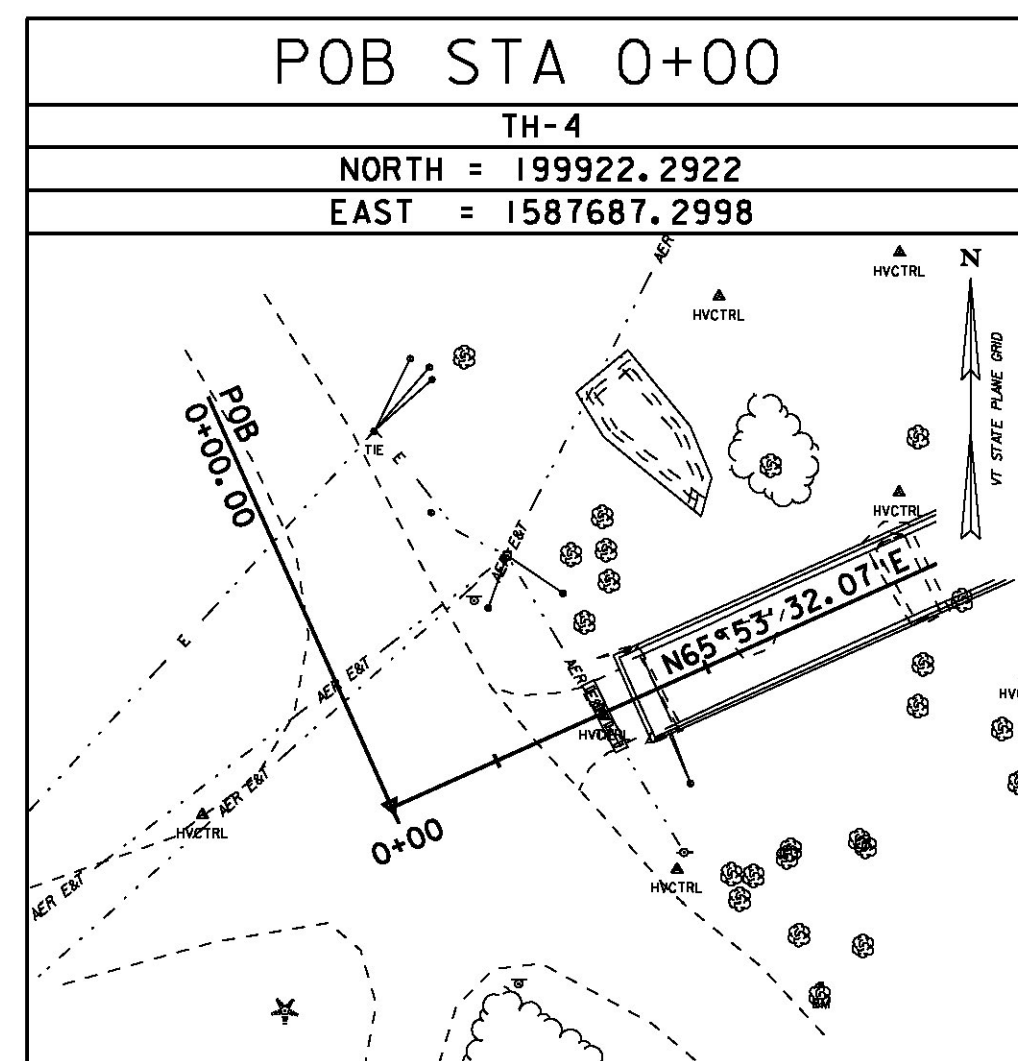 POB STA 0+00
TH-4
NORTH = 199922.2922
EAST = 1587687.2998
AER
HVCTRL
N
HVCTRL
VT STATE PLANE GRID
POB
0+00.00
TIE
E
HVCTRL
AER E&T
N65°53'32.07"E
E
AER E&T
AER
HV
HVCTRL
AER E&T
HVCTRL
0+00
HVCTRL
AER E&T
BM